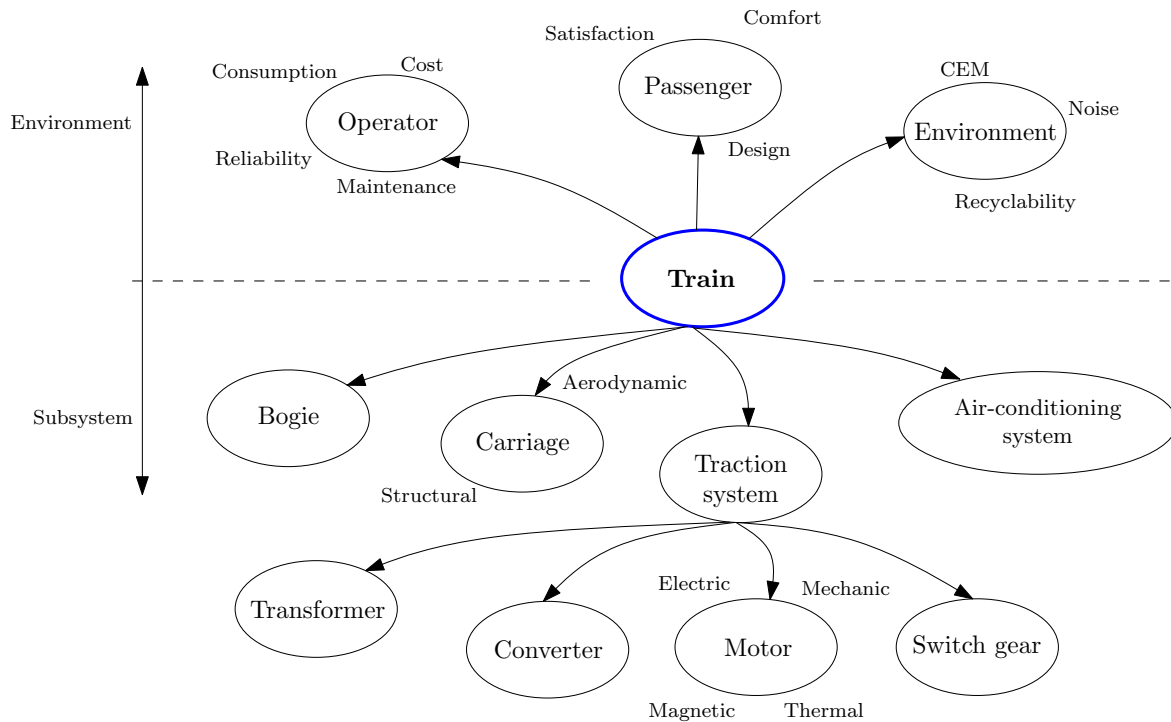 Comfort
Satisfaction
Cost
Consumption
CEM
Passenger
Noise
Environment
Operator
Environment
Design
Reliability
Maintenance
Recyclability
Train
Aerodynamic
Air-conditioning
system
Subsystem
Bogie
Carriage
Traction
system
Structural
Electric
Mechanic
Transformer
Converter
Motor
Switch gear
Magnetic
Thermal